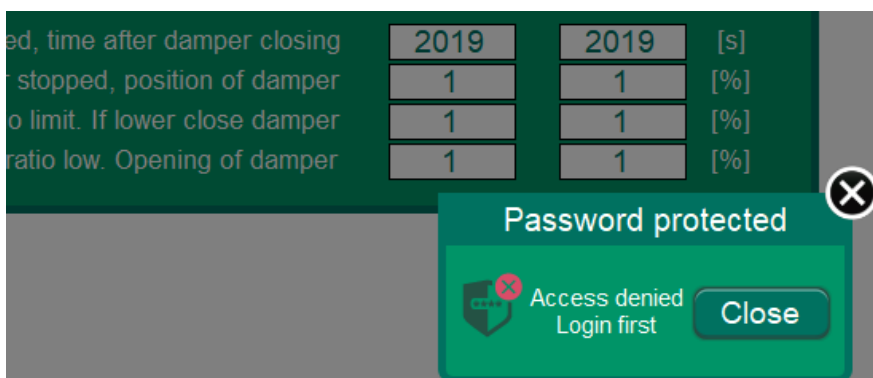 ed, time after damper closing 2019 2019 [s]
r stopped, position of damper 1 1 [%]
o limit. If lower close damper 1 1 [%]
ratio low. Opening of damper 1 1 [%]
Password protected
Access denied
Login first
Close